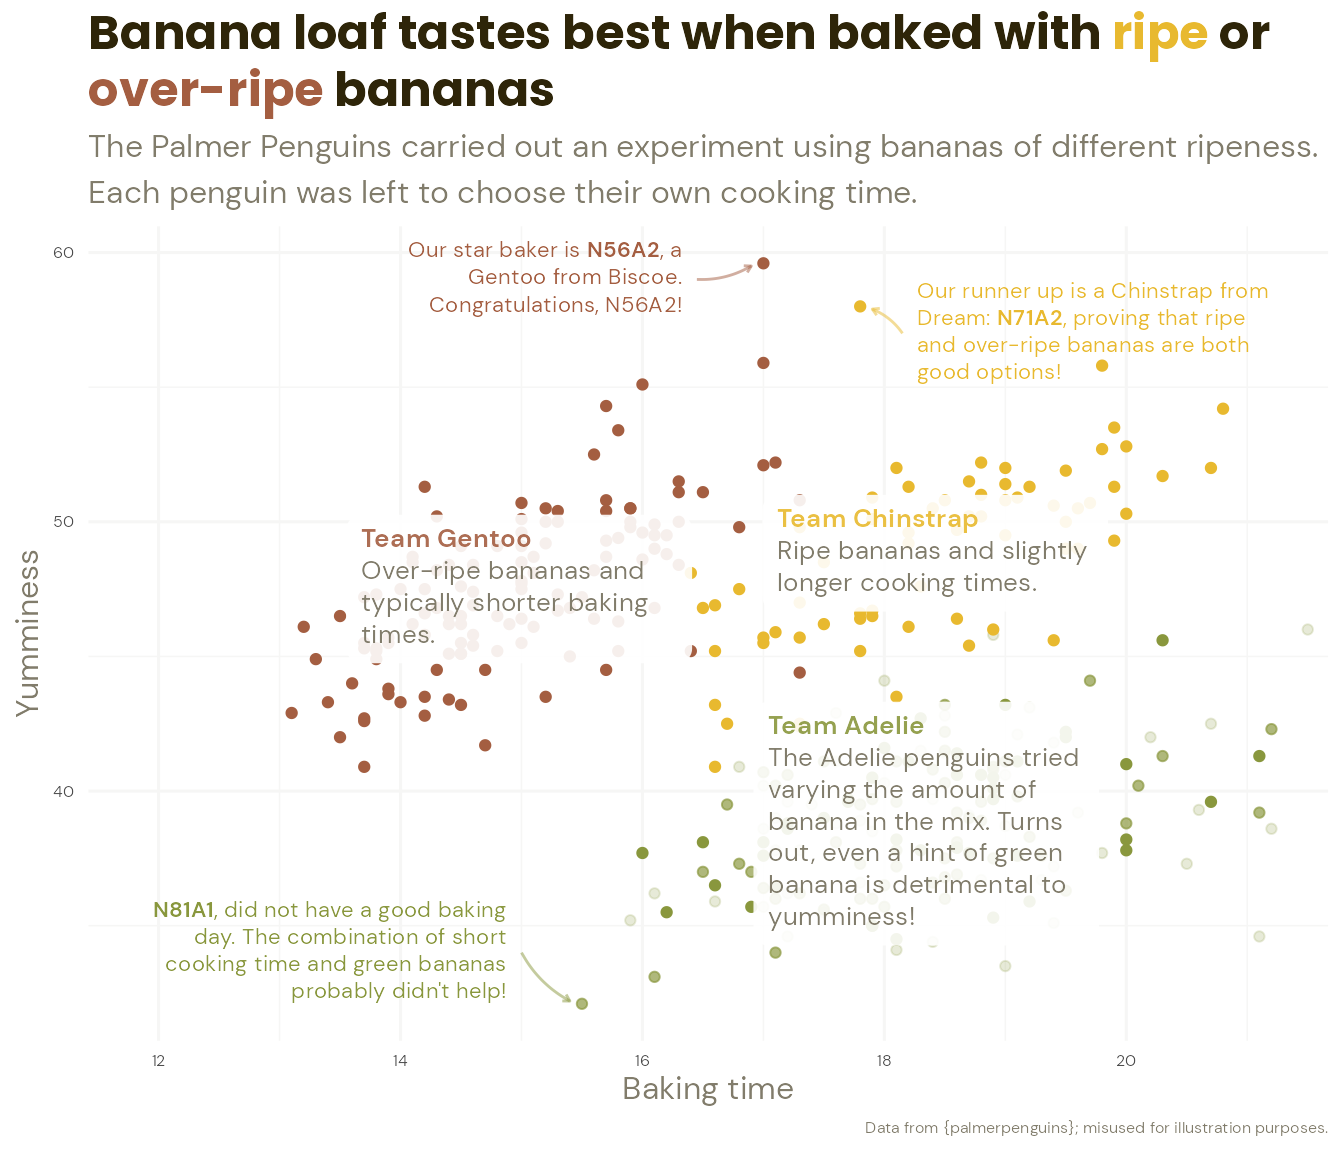 Banana loaf tastes best when baked with ripe or
over-ripe bananas
The Palmer Penguins carried out an experiment using bananas of different ripeness.
Each penguin was left to choose their own cooking time.
60
Our star baker is N56A2, a
Gentoo from Biscoe.
Congratulations, N56A2!
Our runner up is a Chinstrap from
Dream: N71A2, proving that ripe
and over-ripe bananas are both
good options!
50
Team Gentoo
Over-ripe bananas and
typically shorter baking
times.
Team Chinstrap
Ripe bananas and slightly
longer cooking times.
Yumminess
Team Adelie
The Adelie penguins tried
varying the amount of
banana in the mix. Turns
out, even a hint of green
banana is detrimental to
yumminess!
40
N81A1, did not have a good baking
day. The combination of short
cooking time and green bananas
probably didn't help!
12 14 16 18 20
Baking time
Data from {palmerpenguins}; misused for illustration purposes.